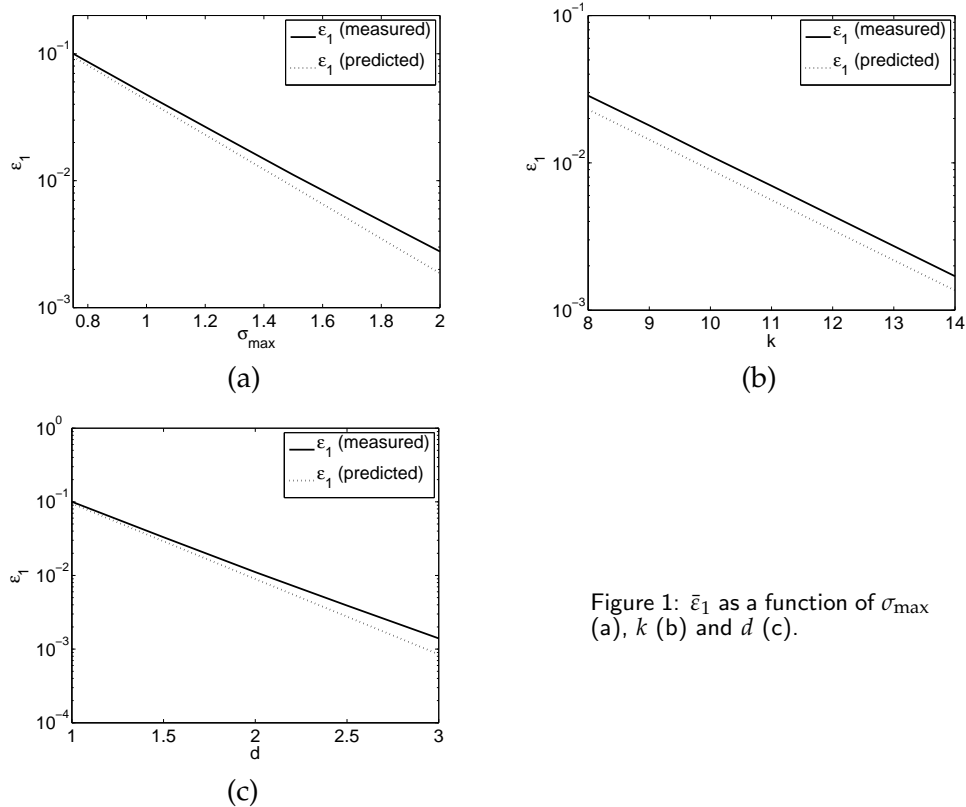 ε₁ (measured)
ε₁ (predicted)
10⁻¹
10⁻²
10⁻³
ε₁
0.8 1 1.2 1.4 1.6 1.8 2
σmax
(a)
ε₁ (measured)
ε₁ (predicted)
10⁻¹
10⁻²
10⁻³
ε₁
8 9 10 11 12 13 14
k
(b)
ε₁ (measured)
ε₁ (predicted)
10⁰
10⁻¹
10⁻²
10⁻³
10⁻⁴
ε₁
1 1.5 2 2.5 3
d
(c)
Figure 1: ε̄₁ as a function of σmax
(a), k (b) and d (c).